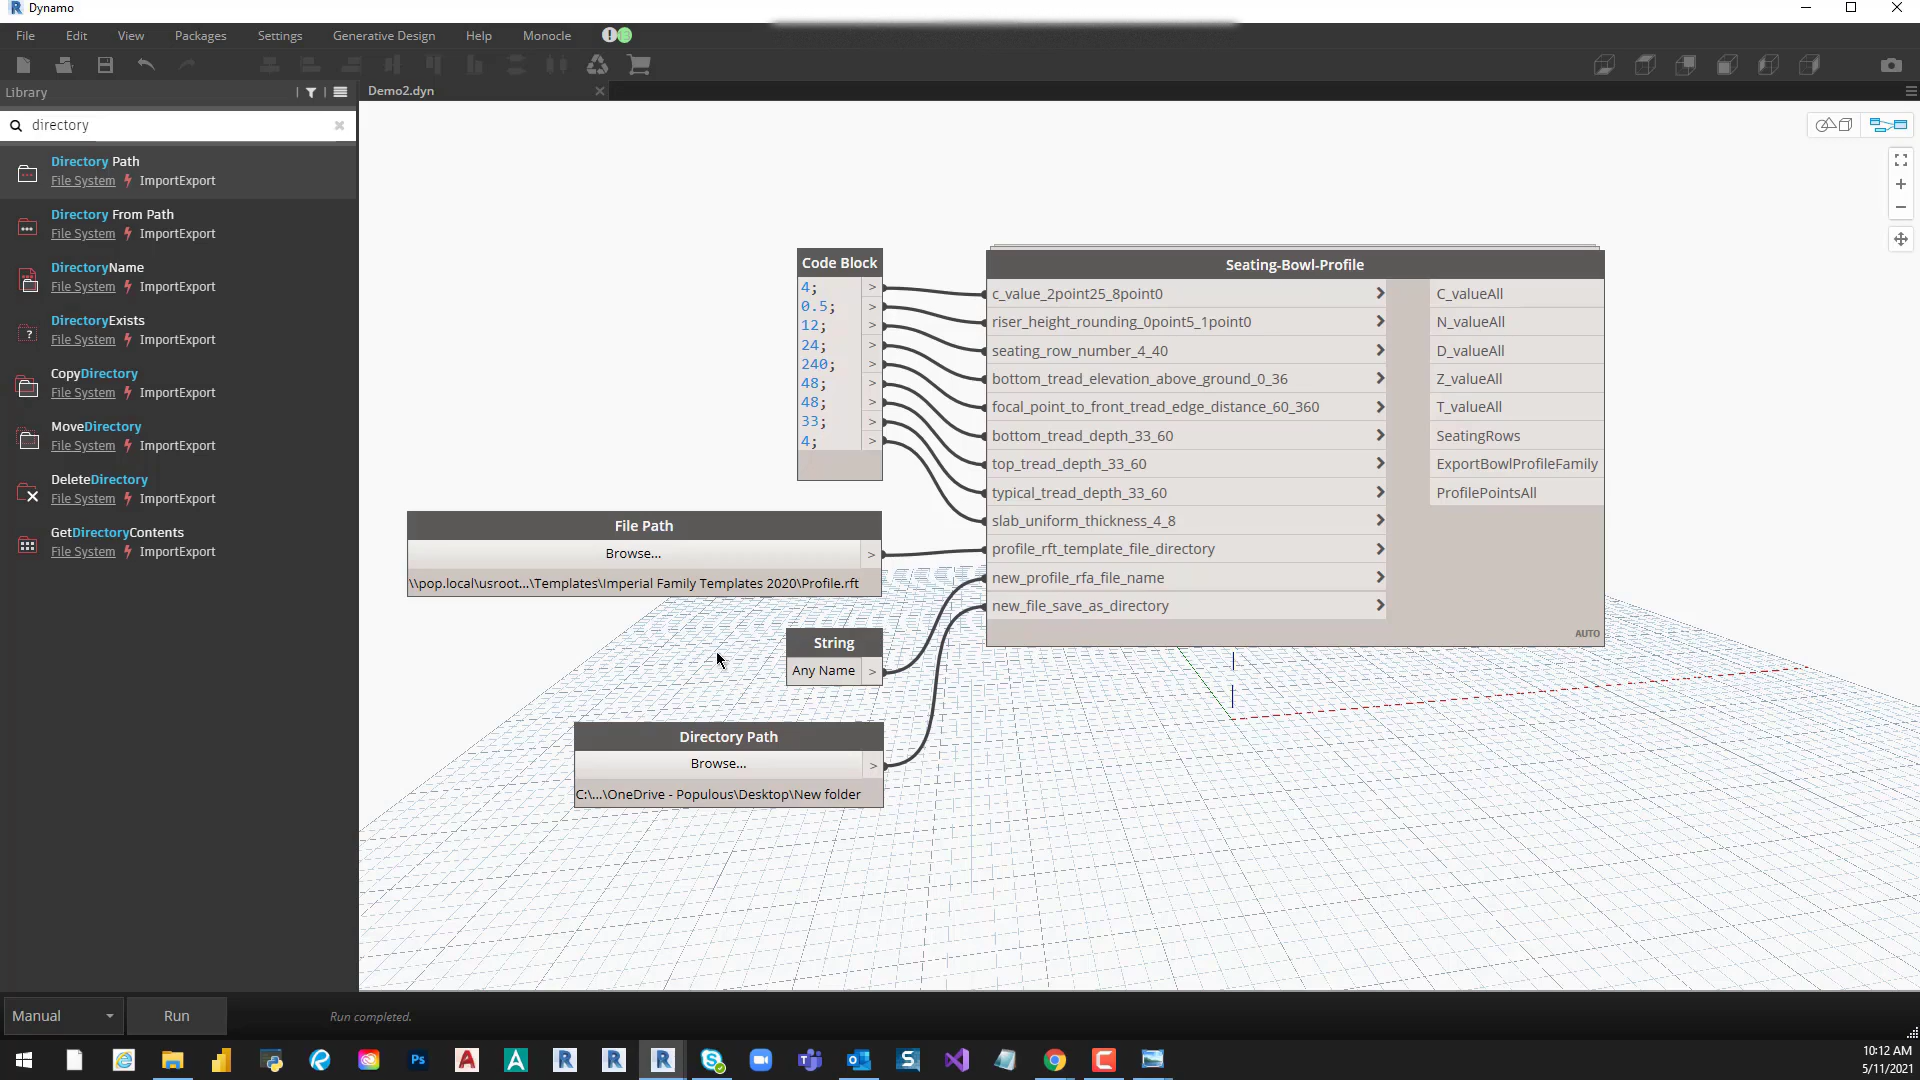 Dynamo
File Edit View Packages Settings Generative Design Help Monocle
Library
Demo2.dyn
directory
Directory Path
File System ImportExport
Directory From Path
File System ImportExport
DirectoryName
File System ImportExport
DirectoryExists
File System ImportExport
CopyDirectory
File System ImportExport
MoveDirectory
File System ImportExport
DeleteDirectory
File System ImportExport
GetDirectoryContents
File System ImportExport
Code Block
4; >
0.5; >
12; >
24; >
240; >
48; >
48; >
33; >
4; >
File Path
Browse... >
\\pop.local\usroot...\Templates\Imperial Family Templates 2020\Profile.rft
String
Any Name >
Directory Path
Browse... >
C:\...\OneDrive - Populous\Desktop\New folder
Seating-Bowl-Profile
c_value_2point25_8point0
riser_height_rounding_0point5_1point0
seating_row_number_4_40
bottom_tread_elevation_above_ground_0_36
focal_point_to_front_tread_edge_distance_60_360
bottom_tread_depth_33_60
top_tread_depth_33_60
typical_tread_depth_33_60
slab_uniform_thickness_4_8
profile_rft_template_file_directory
new_profile_rfa_file_name
new_file_save_as_directory
C_valueAll
N_valueAll
D_valueAll
Z_valueAll
T_valueAll
SeatingRows
ExportBowlProfileFamily
ProfilePointsAll
AUTO
Manual
Run
Run completed.
10:12 AM
5/11/2021